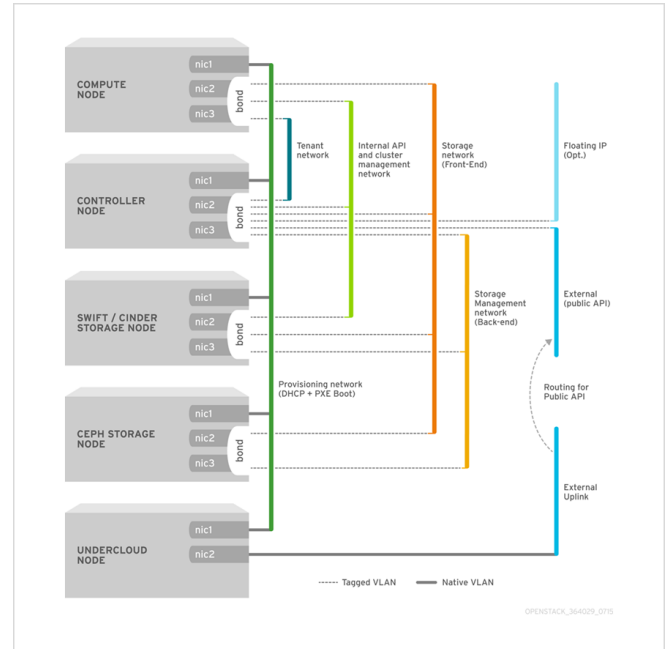 COMPUTE
NODE
nic1
nic2
nic3
bond
Tenant
network
Internal API
and cluster
management
network
Storage
network
(Front-End)
Floating IP
(Opt.)
CONTROLLER
NODE
nic1
nic2
nic3
bond
SWIFT / CINDER
STORAGE NODE
nic1
nic2
nic3
bond
Storage
Management
network
(Back-end)
External
(public API)
Provisioning network
(DHCP + PXE Boot)
Routing for
Public API
CEPH STORAGE
NODE
nic1
nic2
nic3
bond
External
Uplink
UNDERCLOUD
NODE
nic1
nic2
Tagged VLAN
Native VLAN
OPENSTACK_364029_0715